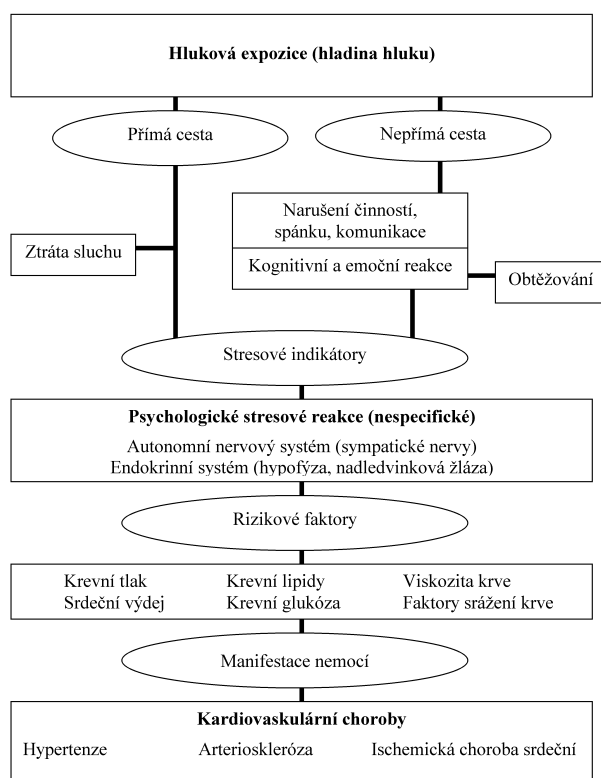 Hluková expozice (hladina hluku)
Přímá cesta
Nepřímá cesta
Narušení činností,
spánku, komunikace
Ztráta sluchu
Kognitivní a emoční reakce
Obtěžování
Stresové indikátory
Psychologické stresové reakce (nespecifické)
Autonomní nervový systém (sympatické nervy)
Endokrinní systém (hypofýza, nadledvinková žláza)
Rizikové faktory
Krevní tlak Krevní lipidy Viskozita krve
Srdeční výdej Krevní glukóza Faktory srážení krve
Manifestace nemocí
Kardiovaskulární choroby
Hypertenze Arterioskleróza Ischemická choroba srdeční